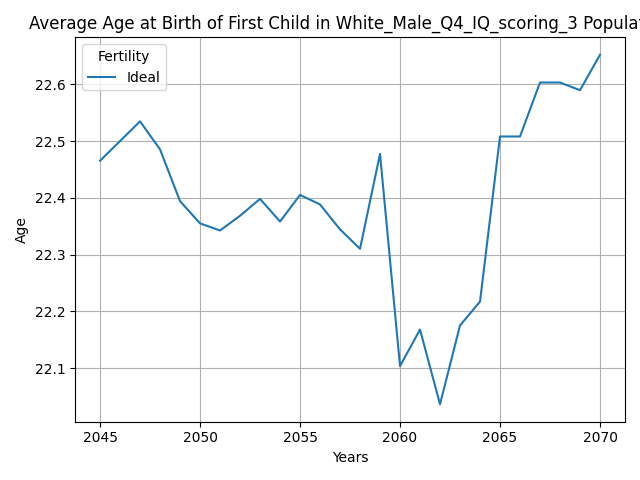 Average Age at Birth of First Child in White_Male_Q4_IQ_scoring_3 Populat
Fertility
Ideal
22.6
22.5
22.4
22.3
22.2
22.1
Age
2045 2050 2055 2060 2065 2070
Years